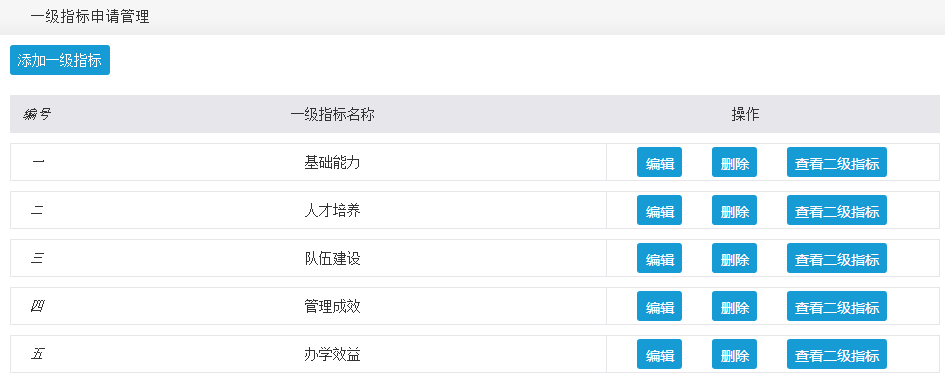 一级指标申请管理
添加一级指标
编号 一级指标名称 操作
一 基础能力 编辑 删除 查看二级指标
二 人才培养 编辑 删除 查看二级指标
三 队伍建设 编辑 删除 查看二级指标
四 管理成效 编辑 删除 查看二级指标
五 办学效益 编辑 删除 查看二级指标